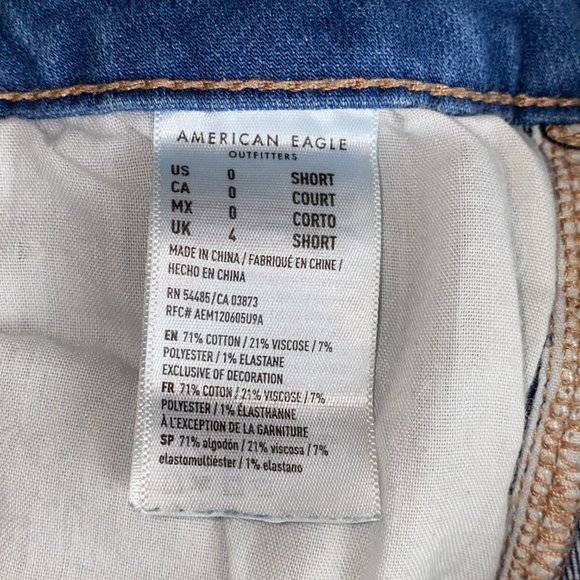 AMERICAN EAGLE
OUTFITTERS
US 0 SHORT
CA 0 COURT
MX 0 CORTO
UK 4 SHORT
MADE IN CHINA / FABRIQUÉ EN CHINE /
HECHO EN CHINA
RN 54485/CA 03873
RFC# AEM120605U9A
EN 71% COTTON / 21% VISCOSE / 7%
POLYESTER / 1% ELASTANE
EXCLUSIVE OF DECORATION
FR 71% COTON / 21% VISCOSE / 7%
POLYESTER / 1% ÉLASTHANNE
À L'EXCEPTION DE LA GARNITURE
SP 71% algodón / 21% viscosa / 7%
elastomultiéster / 1% elastano